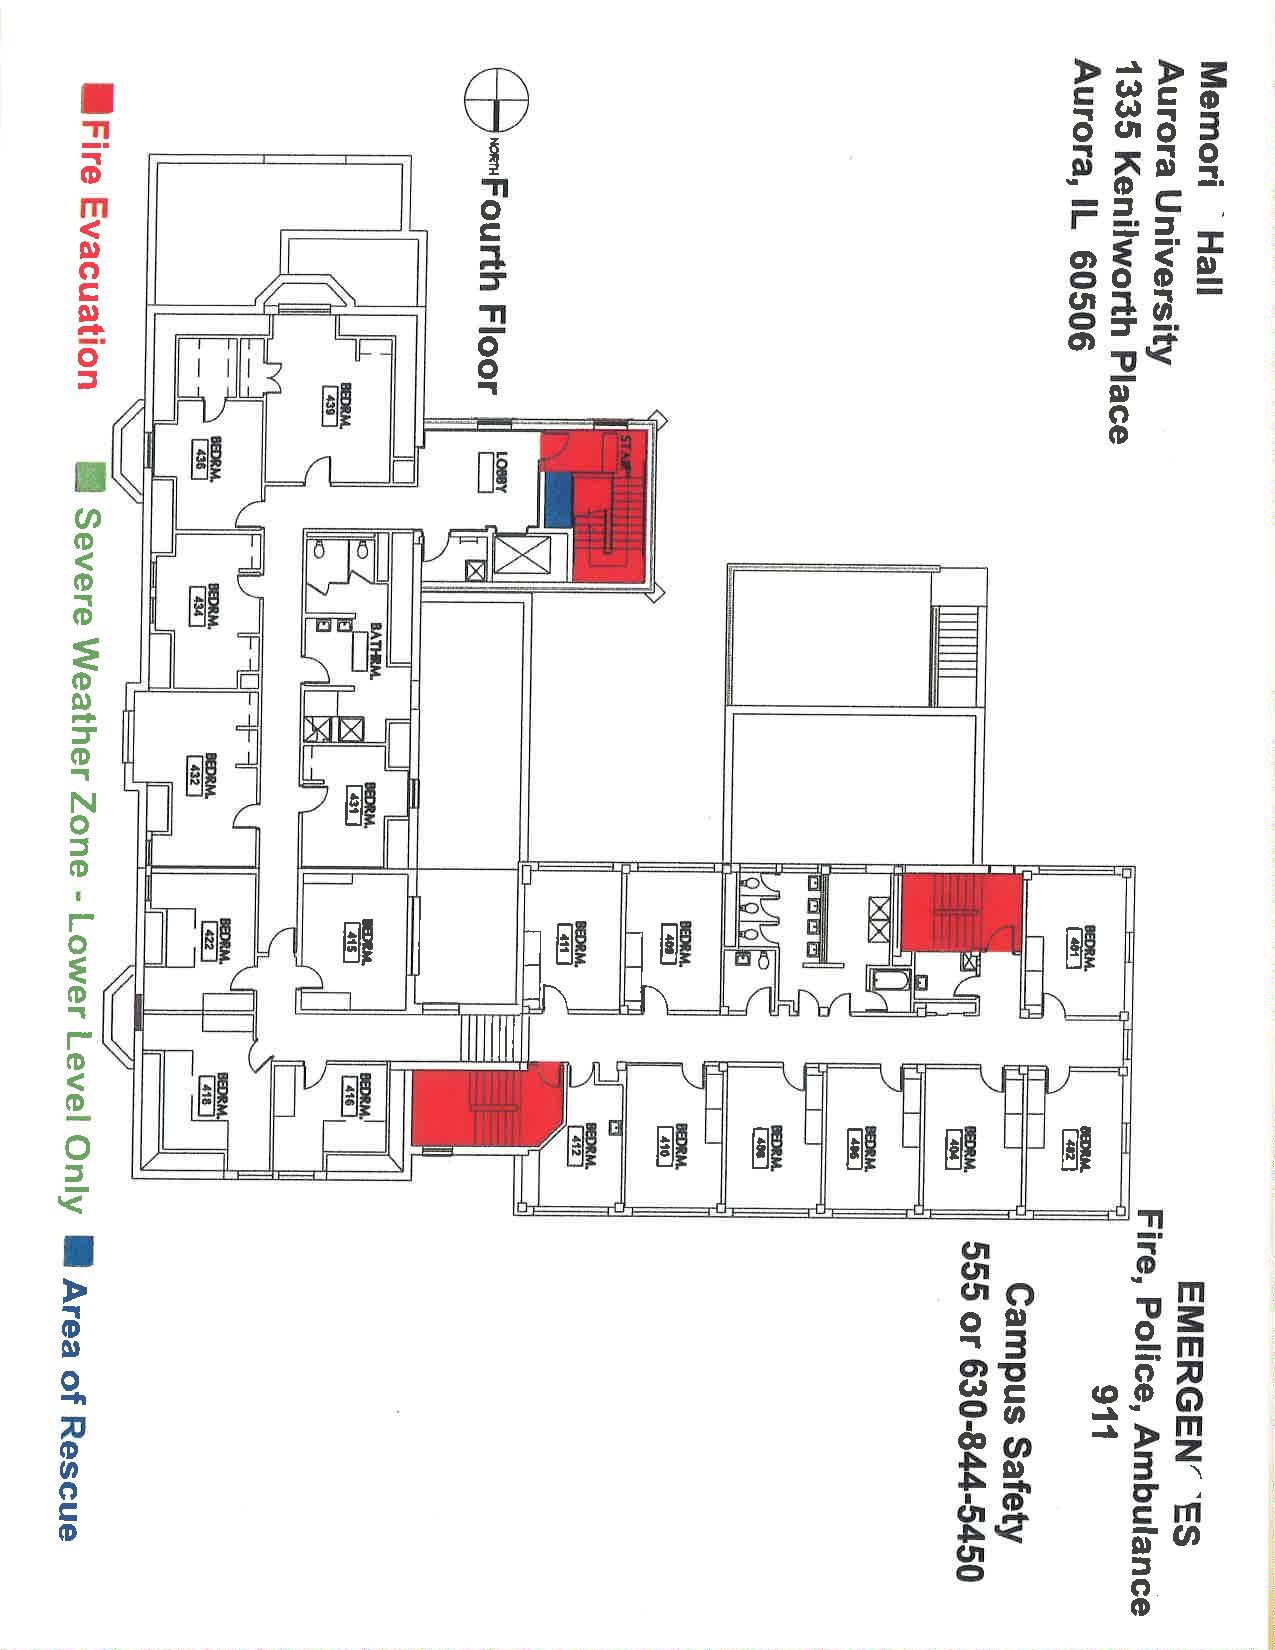 Memori Hall
Aurora University
1335 Kenilworth Place
Aurora, IL 60506
EMERGEN ES
Fire, Police, Ambulance
911
Campus Safety
555 or 630-844-5450
BEDRM.
401
BEDRM.
402
BEDRM.
404
BEDRM.
406
BEDRM.
408
BEDRM.
409
BEDRM.
410
STAIR
BEDRM.
411
BEDRM.
412
LOBBY
NORTH
Fourth Floor
BATHRM.
BEDRM.
431
BEDRM.
415
BEDRM.
416
BEDRM.
439
BEDRM.
436
BEDRM.
434
BEDRM.
432
BEDRM.
422
BEDRM.
418
Fire Evacuation
Severe Weather Zone - Lower Level Only
Area of Rescue